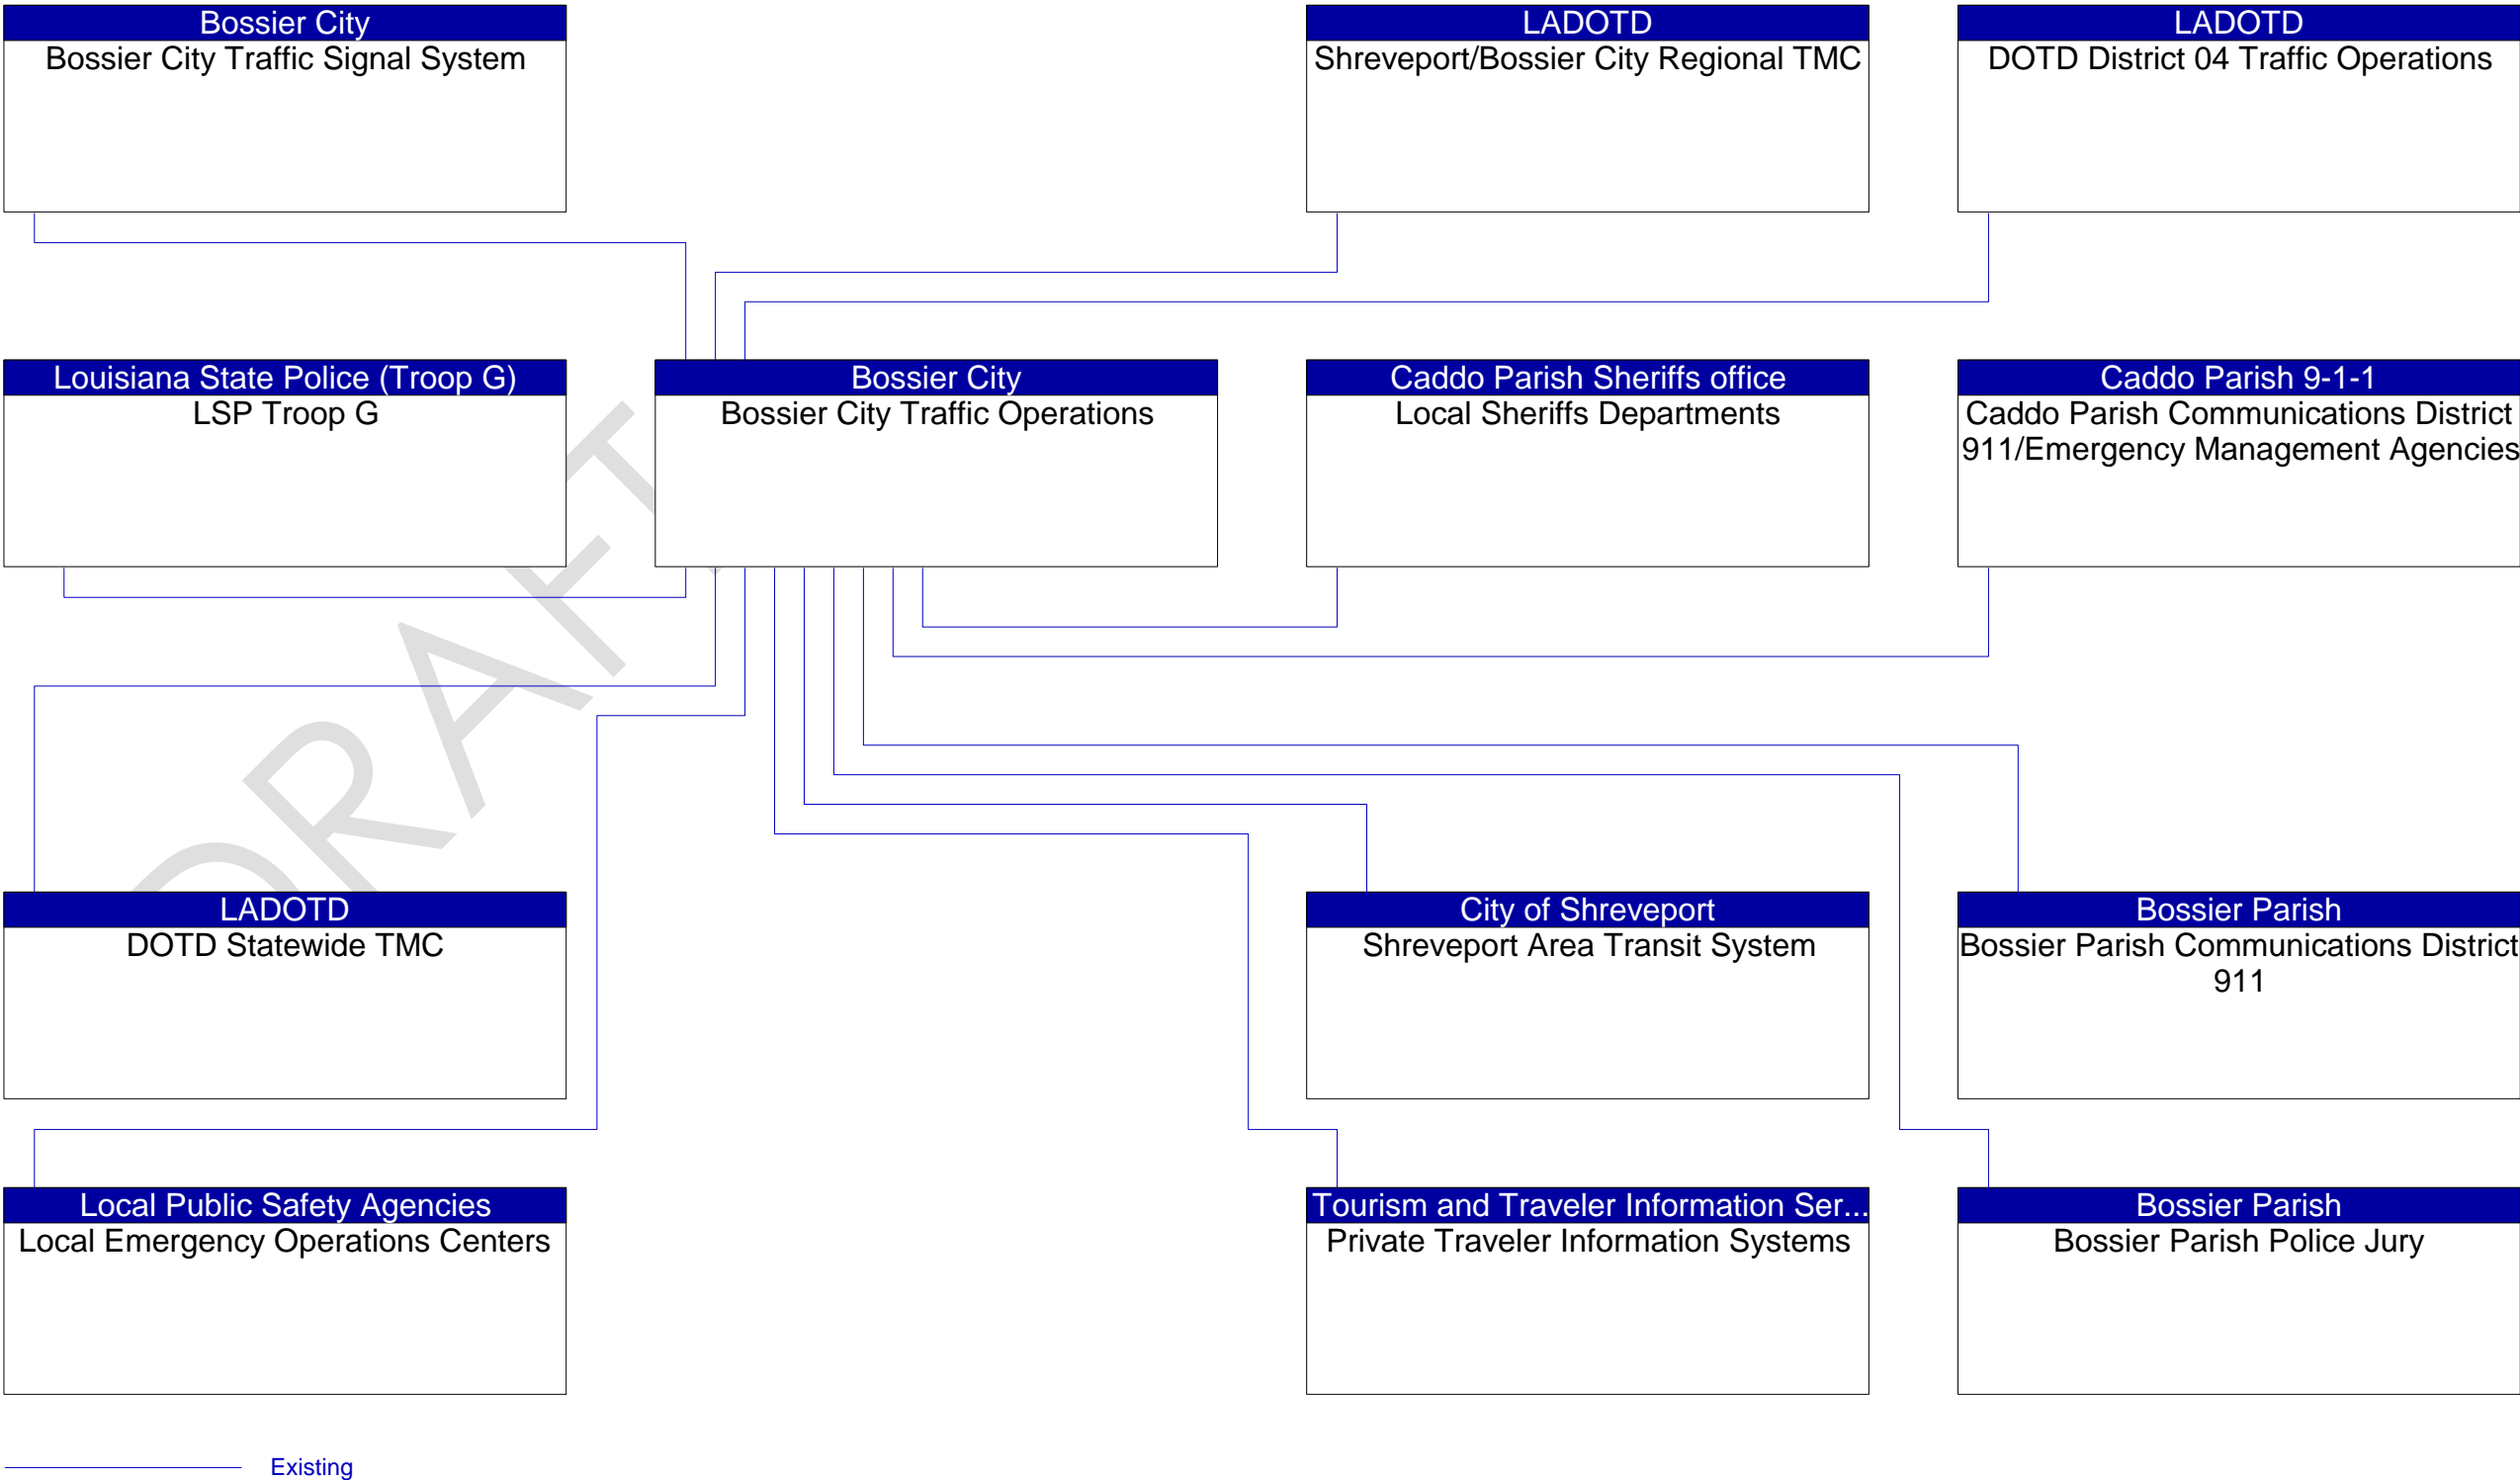 Bossier City
Bossier City Traffic Signal System
LADOTD
Shreveport/Bossier City Regional TMC
LADOTD
DOTD District 04 Traffic Operations
Louisiana State Police (Troop G)
LSP Troop G
Bossier City
Bossier City Traffic Operations
Caddo Parish Sheriffs office
Local Sheriffs Departments
Caddo Parish 9-1-1
Caddo Parish Communications District
911/Emergency Management Agencies
DRAFT
LADOTD
DOTD Statewide TMC
City of Shreveport
Shreveport Area Transit System
Bossier Parish
Bossier Parish Communications District
911
Local Public Safety Agencies
Local Emergency Operations Centers
Tourism and Traveler Information Ser...
Private Traveler Information Systems
Bossier Parish
Bossier Parish Police Jury
Existing